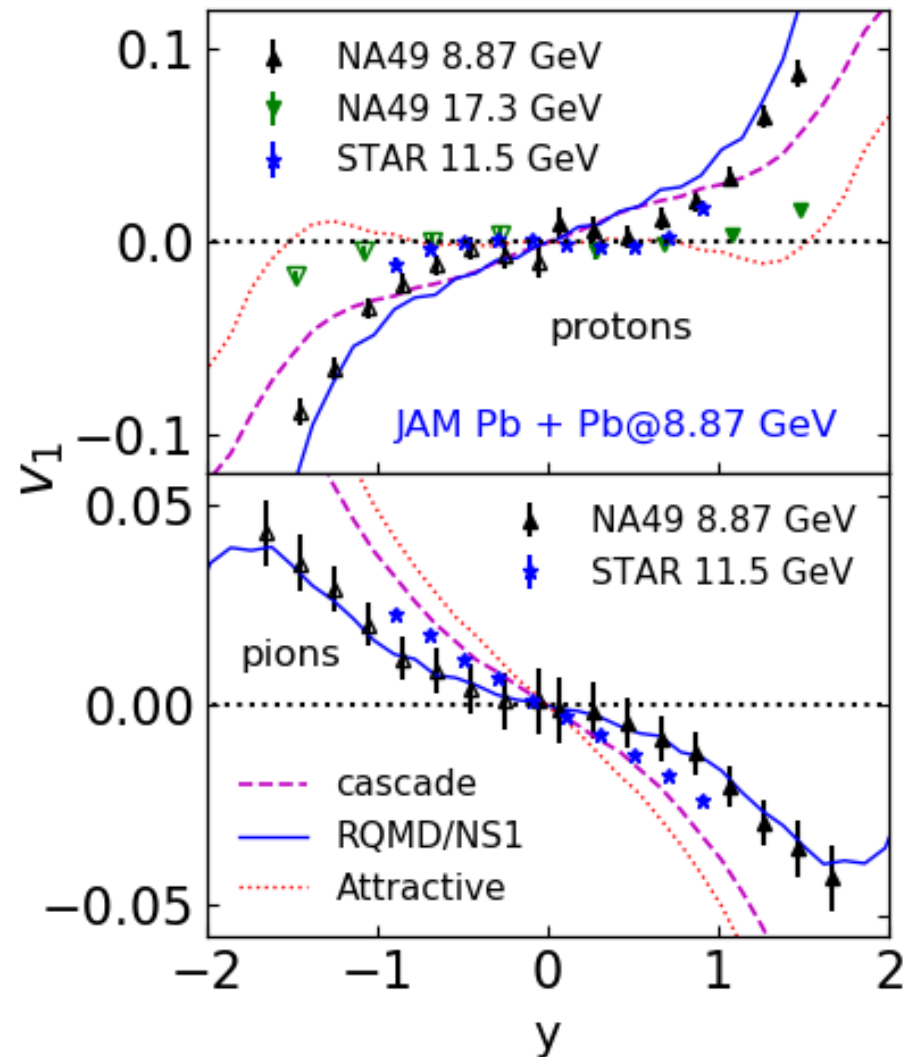 0.1
NA49 8.87 GeV
NA49 17.3 GeV
STAR 11.5 GeV
0.0
protons
−0.1
JAM Pb + Pb@8.87 GeV
v1
0.05
NA49 8.87 GeV
STAR 11.5 GeV
pions
0.00
cascade
RQMD/NS1
Attractive
−0.05
−2 −1 0 1 2
y